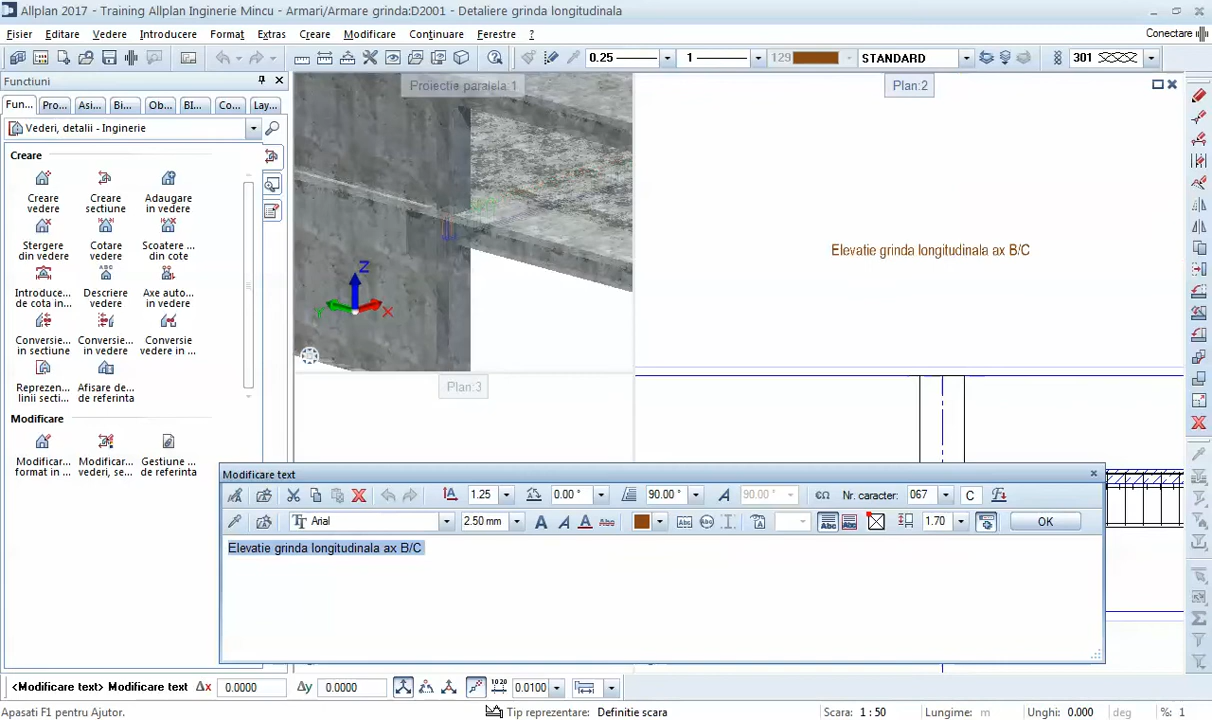 Allplan 2017 - Training Allplan Inginerie Mincu - Armari/Armare grinda:D2001 - Detaliere grinda longitudinala
Fisier Editare Vedere Introducere Format Extras Creare Modificare Continuare Ferestre ? Conectare
0.25 1 129 STANDARD 301
Functiuni
Fun... Pro... Asi... Bi... Ob... BI... Co... Lay...
Vederi, detalii - Inginerie
Creare
Creare vedere
Creare sectiune
Adaugare in vedere
Stergere din vedere
Cotare vedere
Scoatere ... din cote
Introduce... de cota in...
Descriere vedere
Axe auto... in vedere
Conversie... in sectiune
Conversie... in vedere
Conversie vedere in ...
Reprezen... linii secti...
Afisare de... de referinta
Modificare
Modificar... format in ...
Modificar... vederi, se...
Gestiune ... de referinta
Proiectie paralela:1
Z
Y
X
Plan:2
Elevatie grinda longitudinala ax B/C
Plan:3
Modificare text
1.25 0.00 ° 90.00 ° 90.00 ° Nr. caracter: 067 C
Arial 2.50 mm Abc 1.70 OK
Elevatie grinda longitudinala ax B/C
<Modificare text> Modificare text Δx 0.0000 Δy 0.0000 0.0100
Apasati F1 pentru Ajutor. Tip reprezentare: Definitie scara Scara: 1 : 50 Lungime: m Unghi: 0.000 deg %: 1